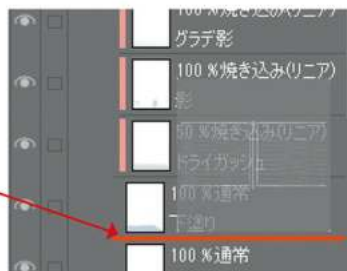 100 %焼き込み(リニア)
グラデ影
100 %焼き込み(リニア)
影
50 %焼き込み(リニア)
ドライガッシュ
100 %通常
下塗り
100 %通常